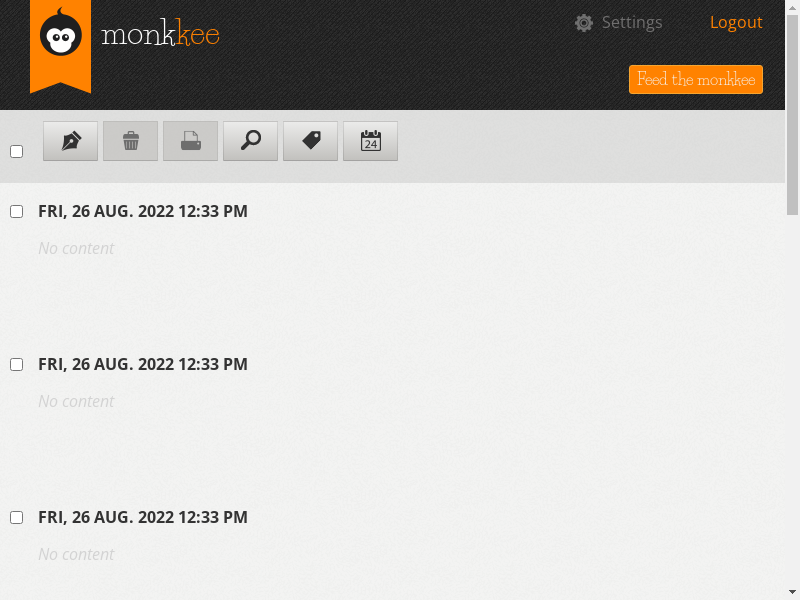 monkkee
Settings
Logout
Feed the monkkee
24
FRI, 26 AUG. 2022 12:33 PM
No content
FRI, 26 AUG. 2022 12:33 PM
No content
FRI, 26 AUG. 2022 12:33 PM
No content